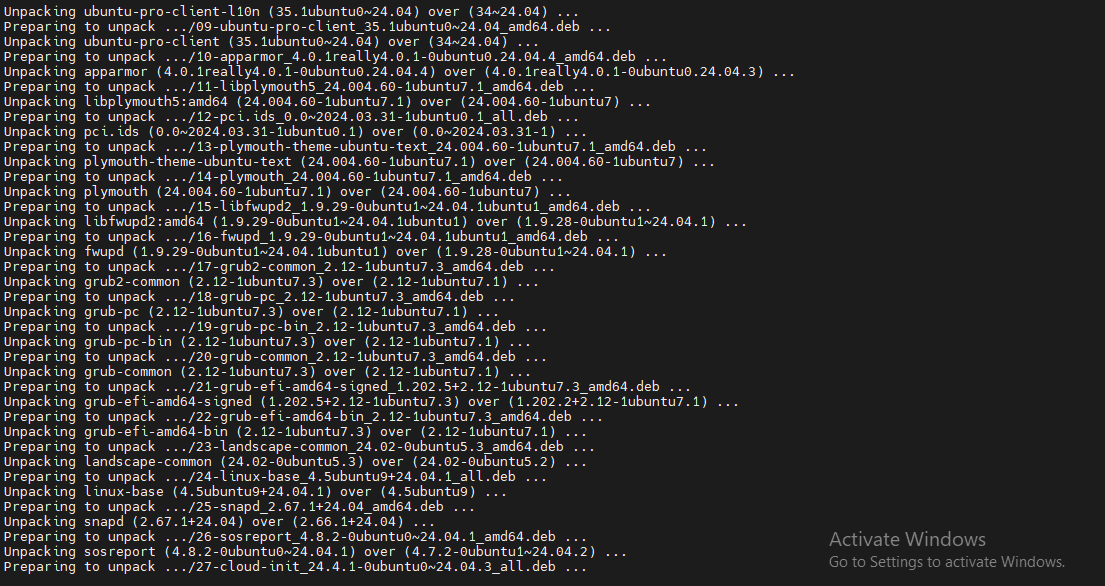 Unpacking ubuntu-pro-client-l10n (35.1ubuntu0~24.04) over (34~24.04) ...
Preparing to unpack .../09-ubuntu-pro-client_35.1ubuntu0~24.04_amd64.deb ...
Unpacking ubuntu-pro-client (35.1ubuntu0~24.04) over (34~24.04) ...
Preparing to unpack .../10-apparmor_4.0.1really4.0.1-0ubuntu0.24.04.4_amd64.deb ...
Unpacking apparmor (4.0.1really4.0.1-0ubuntu0.24.04.4) over (4.0.1really4.0.1-0ubuntu0.24.04.3) ...
Preparing to unpack .../11-libplymouth5_24.004.60-1ubuntu7.1_amd64.deb ...
Unpacking libplymouth5:amd64 (24.004.60-1ubuntu7.1) over (24.004.60-1ubuntu7) ...
Preparing to unpack .../12-pci.ids_0.0~2024.03.31-1ubuntu0.1_all.deb ...
Unpacking pci.ids (0.0~2024.03.31-1ubuntu0.1) over (0.0~2024.03.31-1) ...
Preparing to unpack .../13-plymouth-theme-ubuntu-text_24.004.60-1ubuntu7.1_amd64.deb ...
Unpacking plymouth-theme-ubuntu-text (24.004.60-1ubuntu7.1) over (24.004.60-1ubuntu7) ...
Preparing to unpack .../14-plymouth_24.004.60-1ubuntu7.1_amd64.deb ...
Unpacking plymouth (24.004.60-1ubuntu7.1) over (24.004.60-1ubuntu7) ...
Preparing to unpack .../15-libfwupd2_1.9.29-0ubuntu1~24.04.1ubuntu1_amd64.deb ...
Unpacking libfwupd2:amd64 (1.9.29-0ubuntu1~24.04.1ubuntu1) over (1.9.28-0ubuntu1~24.04.1) ...
Preparing to unpack .../16-fwupd_1.9.29-0ubuntu1~24.04.1ubuntu1_amd64.deb ...
Unpacking fwupd (1.9.29-0ubuntu1~24.04.1ubuntu1) over (1.9.28-0ubuntu1~24.04.1) ...
Preparing to unpack .../17-grub2-common_2.12-1ubuntu7.3_amd64.deb ...
Unpacking grub2-common (2.12-1ubuntu7.3) over (2.12-1ubuntu7.1) ...
Preparing to unpack .../18-grub-pc_2.12-1ubuntu7.3_amd64.deb ...
Unpacking grub-pc (2.12-1ubuntu7.3) over (2.12-1ubuntu7.1) ...
Preparing to unpack .../19-grub-pc-bin_2.12-1ubuntu7.3_amd64.deb ...
Unpacking grub-pc-bin (2.12-1ubuntu7.3) over (2.12-1ubuntu7.1) ...
Preparing to unpack .../20-grub-common_2.12-1ubuntu7.3_amd64.deb ...
Unpacking grub-common (2.12-1ubuntu7.3) over (2.12-1ubuntu7.1) ...
Preparing to unpack .../21-grub-efi-amd64-signed_1.202.5+2.12-1ubuntu7.3_amd64.deb ...
Unpacking grub-efi-amd64-signed (1.202.5+2.12-1ubuntu7.3) over (1.202.2+2.12-1ubuntu7.1) ...
Preparing to unpack .../22-grub-efi-amd64-bin_2.12-1ubuntu7.3_amd64.deb ...
Unpacking grub-efi-amd64-bin (2.12-1ubuntu7.3) over (2.12-1ubuntu7.1) ...
Preparing to unpack .../23-landscape-common_24.02-0ubuntu5.3_amd64.deb ...
Unpacking landscape-common (24.02-0ubuntu5.3) over (24.02-0ubuntu5.2) ...
Preparing to unpack .../24-linux-base_4.5ubuntu9+24.04.1_all.deb ...
Unpacking linux-base (4.5ubuntu9+24.04.1) over (4.5ubuntu9) ...
Preparing to unpack .../25-snapd_2.67.1+24.04_amd64.deb ...
Unpacking snapd (2.67.1+24.04) over (2.66.1+24.04) ...
Preparing to unpack .../26-sosreport_4.8.2-0ubuntu0~24.04.1_amd64.deb ...
Unpacking sosreport (4.8.2-0ubuntu0~24.04.1) over (4.7.2-0ubuntu1~24.04.2) ...
Preparing to unpack .../27-cloud-init_24.4.1-0ubuntu0~24.04.3_all.deb ...
Activate Windows
Go to Settings to activate Windows.